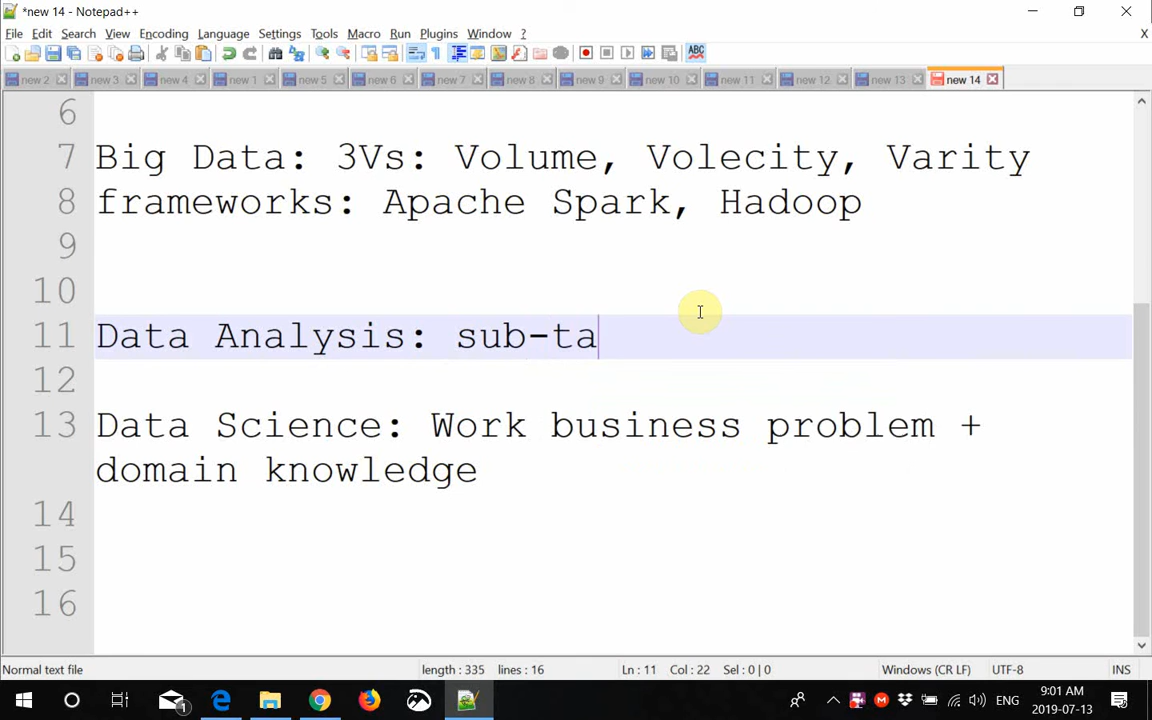 *new 14 - Notepad++
File Edit Search View Encoding Language Settings Tools Macro Run Plugins Window ? X
ABC
new 2 new 3 new 4 new 1 new 5 new 6 new 7 new 8 new 9 new 10 new 11 new 12 new 13 new 14
6
7 Big Data: 3Vs: Volume, Volecity, Varity
8 frameworks: Apache Spark, Hadoop
9
10
11 Data Analysis: sub-ta
12
13 Data Science: Work business problem +
domain knowledge
14
15
16
Normal text file length : 335 lines : 16 Ln : 11 Col : 22 Sel : 0 | 0 Windows (CR LF) UTF-8 INS
1 ENG 9:01 AM
2019-07-13